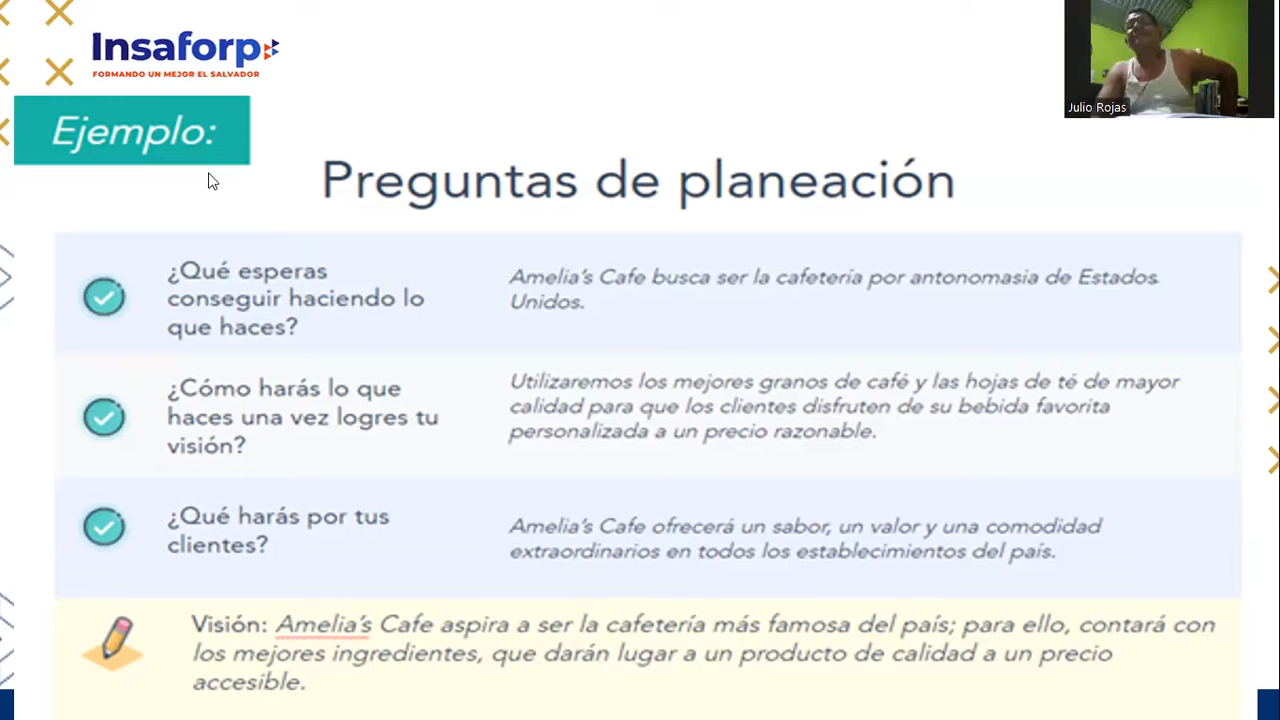 Insaforp
FORMANDO UN MEJOR EL SALVADOR
Julio Rojas
Ejemplo:
Preguntas de planeación
¿Qué esperas
conseguir haciendo lo
que haces?
Amelia's Cafe busca ser la cafetería por antonomasia de Estados
Unidos.
¿Cómo harás lo que
haces una vez logres tu
visión?
Utilizaremos los mejores granos de café y las hojas de té de mayor
calidad para que los clientes disfruten de su bebida favorita
personalizada a un precio razonable.
¿Qué harás por tus
clientes?
Amelia's Cafe ofrecerá un sabor, un valor y una comodidad
extraordinarios en todos los establecimientos del país.
Visión: Amelia's Cafe aspira a ser la cafetería más famosa del país; para ello, contará con
los mejores ingredientes, que darán lugar a un producto de calidad a un precio
accesible.